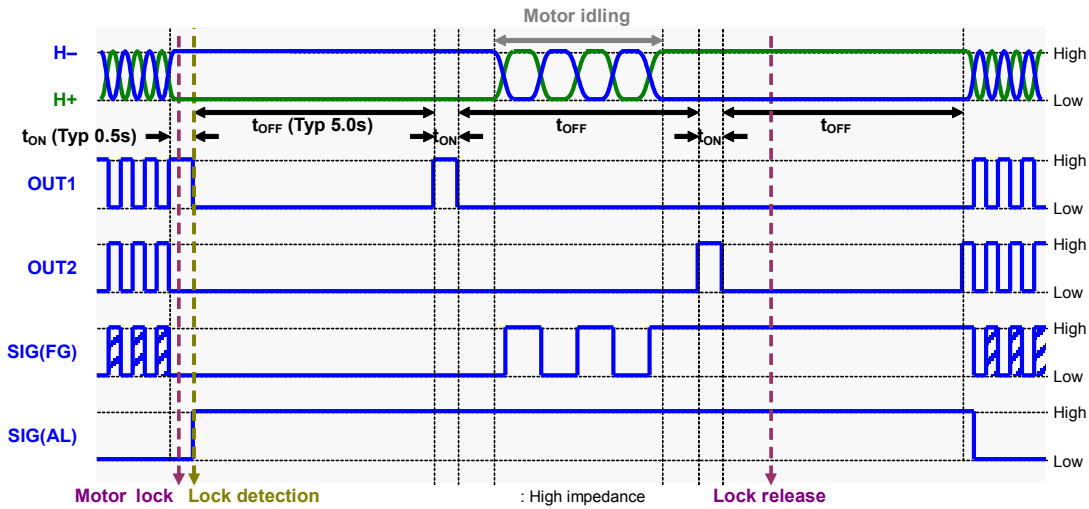 Motor idling
H–
High
H+
Low
tOFF (Typ 5.0s)
tON
tOFF
tON
tOFF
tON (Typ 0.5s)
OUT1
High
Low
OUT2
High
Low
SIG(FG)
High
Low
SIG(AL)
High
Low
Motor lock
Lock detection
: High impedance
Lock release